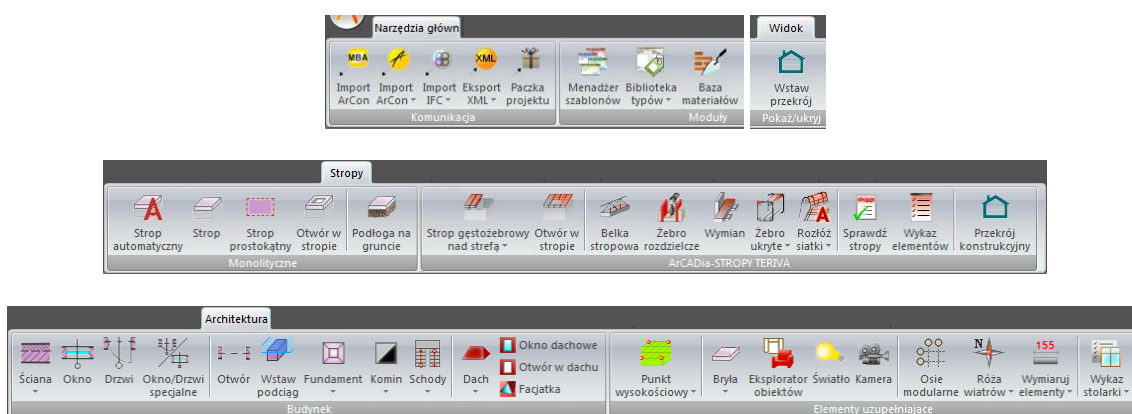 Narzędzia główn
Widok
MBA
XML
Import ArCon
Import ArCon
Import IFC
Eksport XML
Paczka projektu
Menadżer szablonów
Biblioteka typów
Baza materiałów
Wstaw przekrój
Komunikacja
Moduły
Pokaż/ukryj
Stropy
Strop automatyczny
Strop
Strop prostokątny
Otwór w stropie
Podłoga na gruncie
Strop gęstożebrowy nad strefą
Otwór w stropie
Belka stropowa
Żebro rozdzielcze
Wymian
Żebro ukryte
Rozłóż siatki
Sprawdź stropy
Wykaz elementów
Przekrój konstrukcyjny
Monolityczne
ArCADia-STROPY TERIVA
Architektura
Ściana
Okno
Drzwi
Okno/Drzwi specjalne
Otwór
Wstaw podciąg
Fundament
Komin
Schody
Dach
Okno dachowe
Otwór w dachu
Facjatka
Punkt wysokościowy
Bryła
Eksplorator obiektów
Światło
Kamera
Osie modularne
N
Róża wiatrów
155
Wymiaruj elementy
Wykaz stolarki
Budynek
Elementy uzupełniające